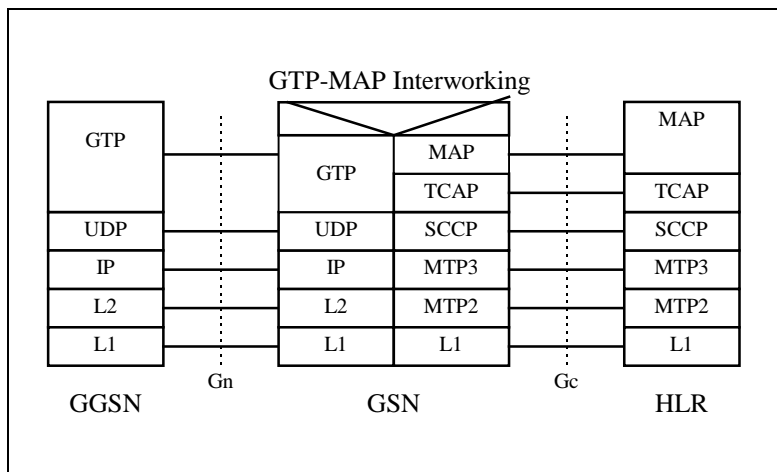 GTP-MAP Interworking
GTP MAP MAP
GTP
TCAP TCAP
UDP UDP SCCP SCCP
IP IP MTP3 MTP3
L2 L2 MTP2 MTP2
L1 L1 L1 L1
Gn Gc
GGSN GSN HLR